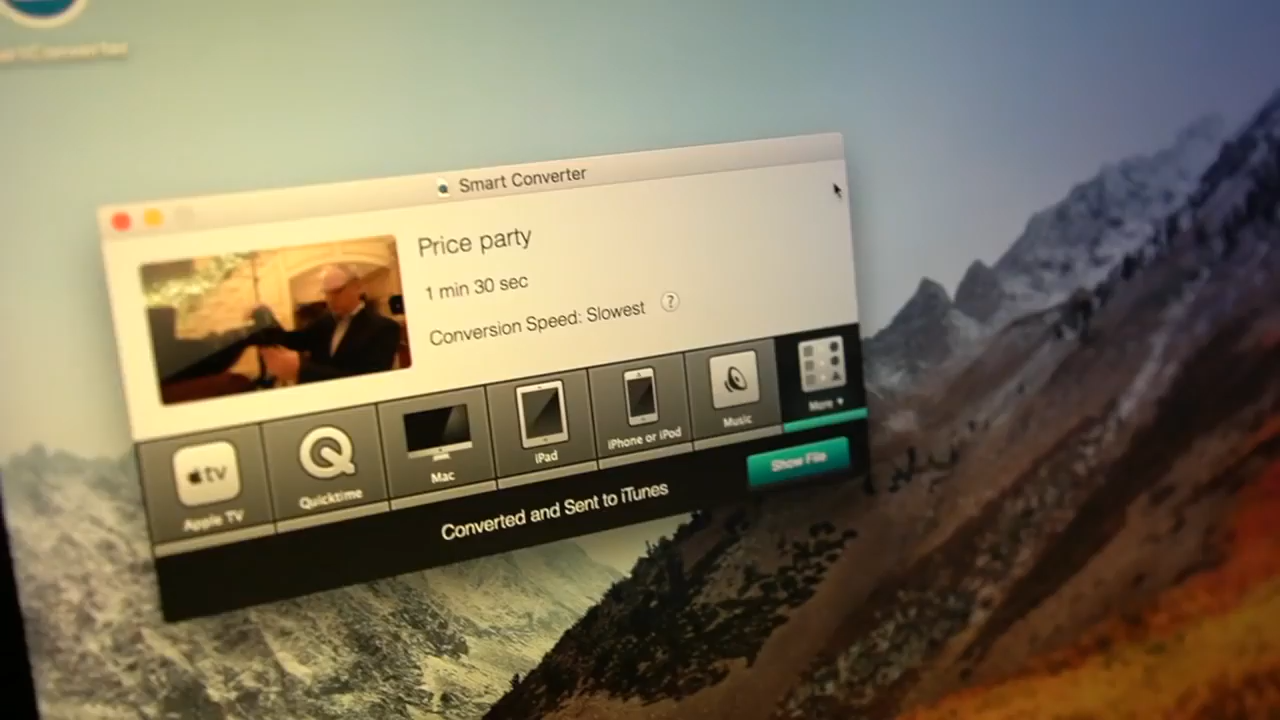 Smart Converter
Price party
1 min 30 sec
Conversion Speed: Slowest ?
tv
Apple TV
Quicktime
Mac
iPad
iPhone or iPod
Music
More
Converted and Sent to iTunes
Show File